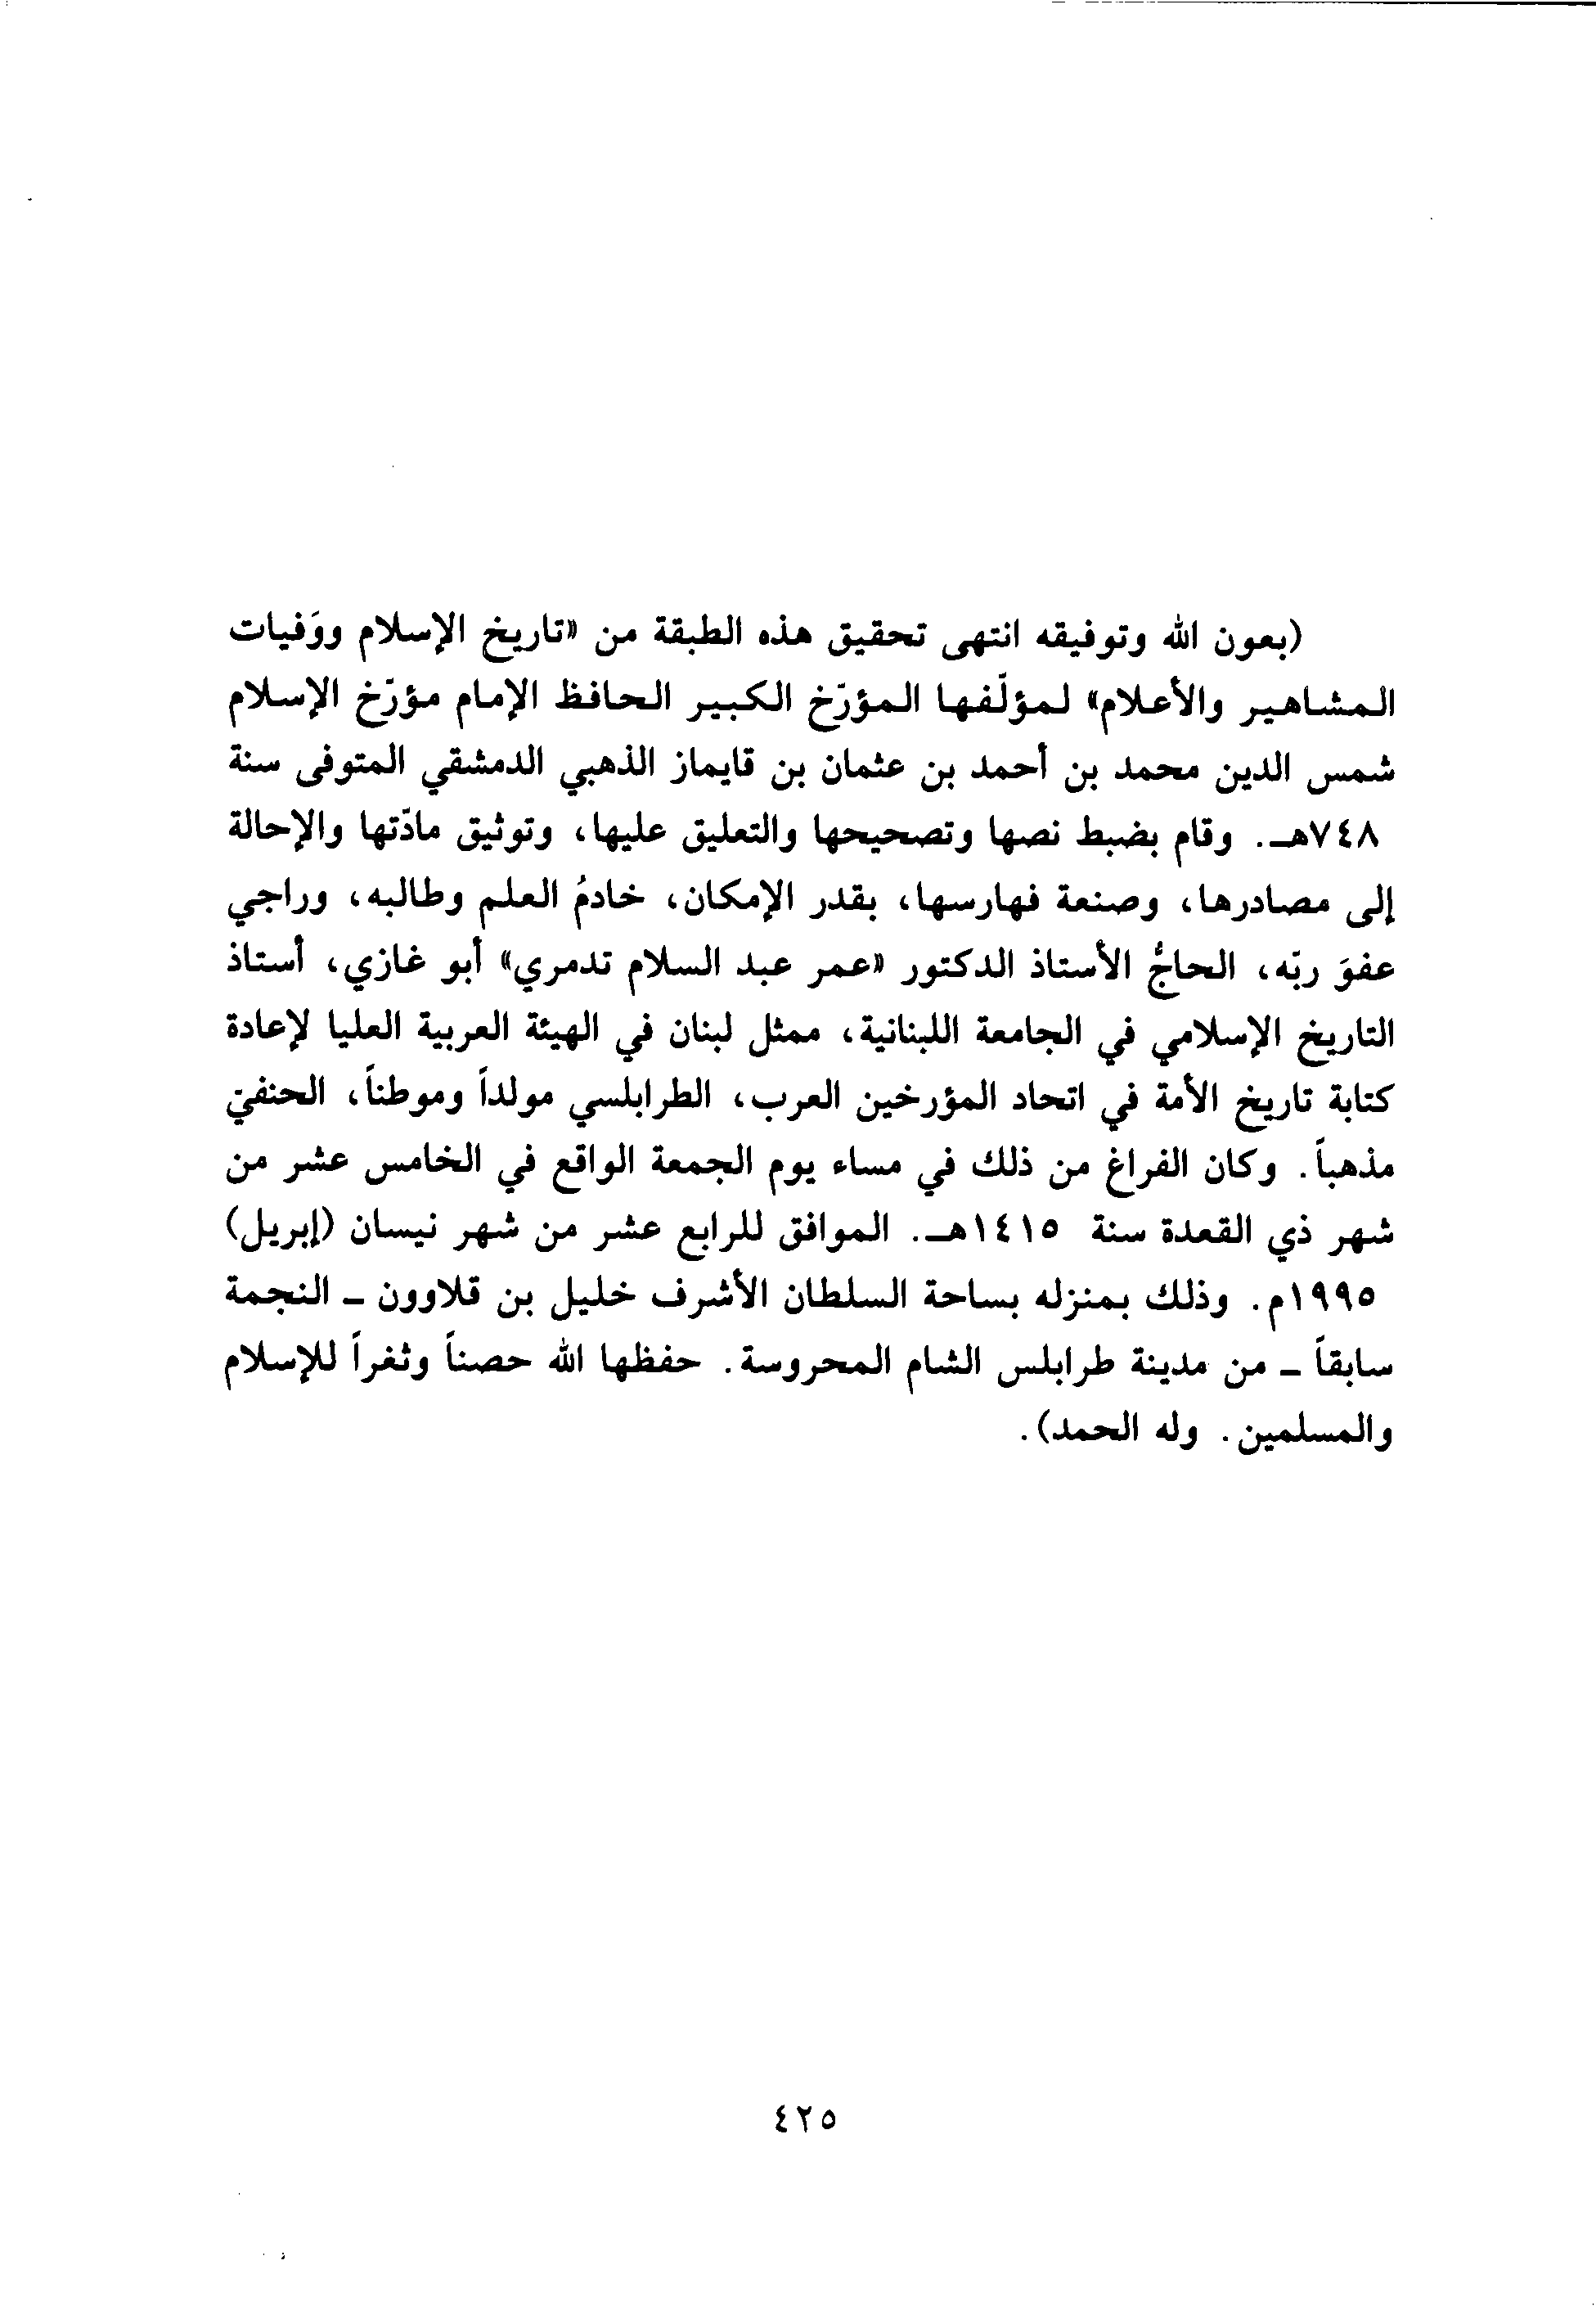 (بعون الله وتوفيقه انتهى تحقيق هذه الطبقة من «تاريخ الإسلام ووَفيات
المشاهير والأعلام» لمؤلّفها المؤرّخ الكبير الحافظ الإمام مؤرّخ الإسلام
شمس الدين محمد بن أحمد بن عثمان بن قايماز الذهبي الدمشقي المتوفى سنة
٧٤٨هـ. وقام بضبط نصها وتصحيحها والتعليق عليها، وتوثيق مادّتها والإحالة
إلى مصادرها، وصنعة فهارسها، بقدر الإمكان، خادمُ العلم وطالبه، وراجي
عفوَ ربّه، الحاجُّ الأستاذ الدكتور «عمر عبد السلام تدمري» أبو غازي، أستاذ
التاريخ الإسلامي في الجامعة اللبنانية، ممثل لبنان في الهيئة العربية العليا لإعادة
كتابة تاريخ الأمة في اتحاد المؤرخين العرب، الطرابلسي مولداً وموطناً، الحنفيّ
مذهباً. وكان الفراغ من ذلك في مساء يوم الجمعة الواقع في الخامس عشر من
شهر ذي القعدة سنة ١٤١٥هـ. الموافق للرابع عشر من شهر نيسان (إبريل)
١٩٩٥م. وذلك بمنزله بساحة السلطان الأشرف خليل بن قلاوون - النجمة
سابقاً - من مدينة طرابلس الشام المحروسة. حفظها الله حصناً وثغراً للإسلام
والمسلمين. وله الحمد).
٤٢٥